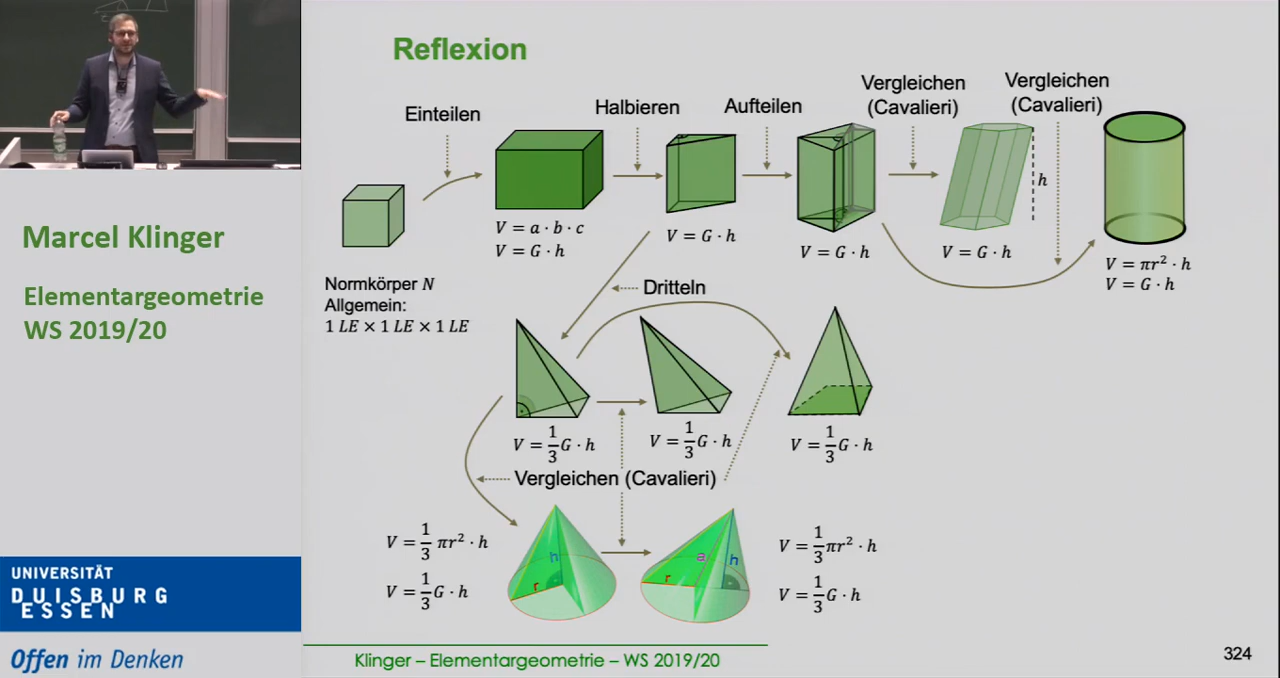 Reflexion
Einteilen
Halbieren
Aufteilen
Vergleichen
(Cavalieri)
Vergleichen
(Cavalieri)
h
V = a · b · c
V = G · h
V = G · h
V = G · h
V = G · h
V = πr² · h
V = G · h
Normkörper N
Allgemein:
1 LE × 1 LE × 1 LE
Dritteln
V = 1/3 G · h
V = 1/3 G · h
V = 1/3 G · h
Vergleichen (Cavalieri)
V = 1/3 πr² · h
V = 1/3 G · h
h
r
a
h
r
V = 1/3 πr² · h
V = 1/3 G · h
Marcel Klinger
Elementargeometrie
WS 2019/20
UNIVERSITÄT
DUISBURG
ESSEN
Offen im Denken
Klinger – Elementargeometrie – WS 2019/20
324